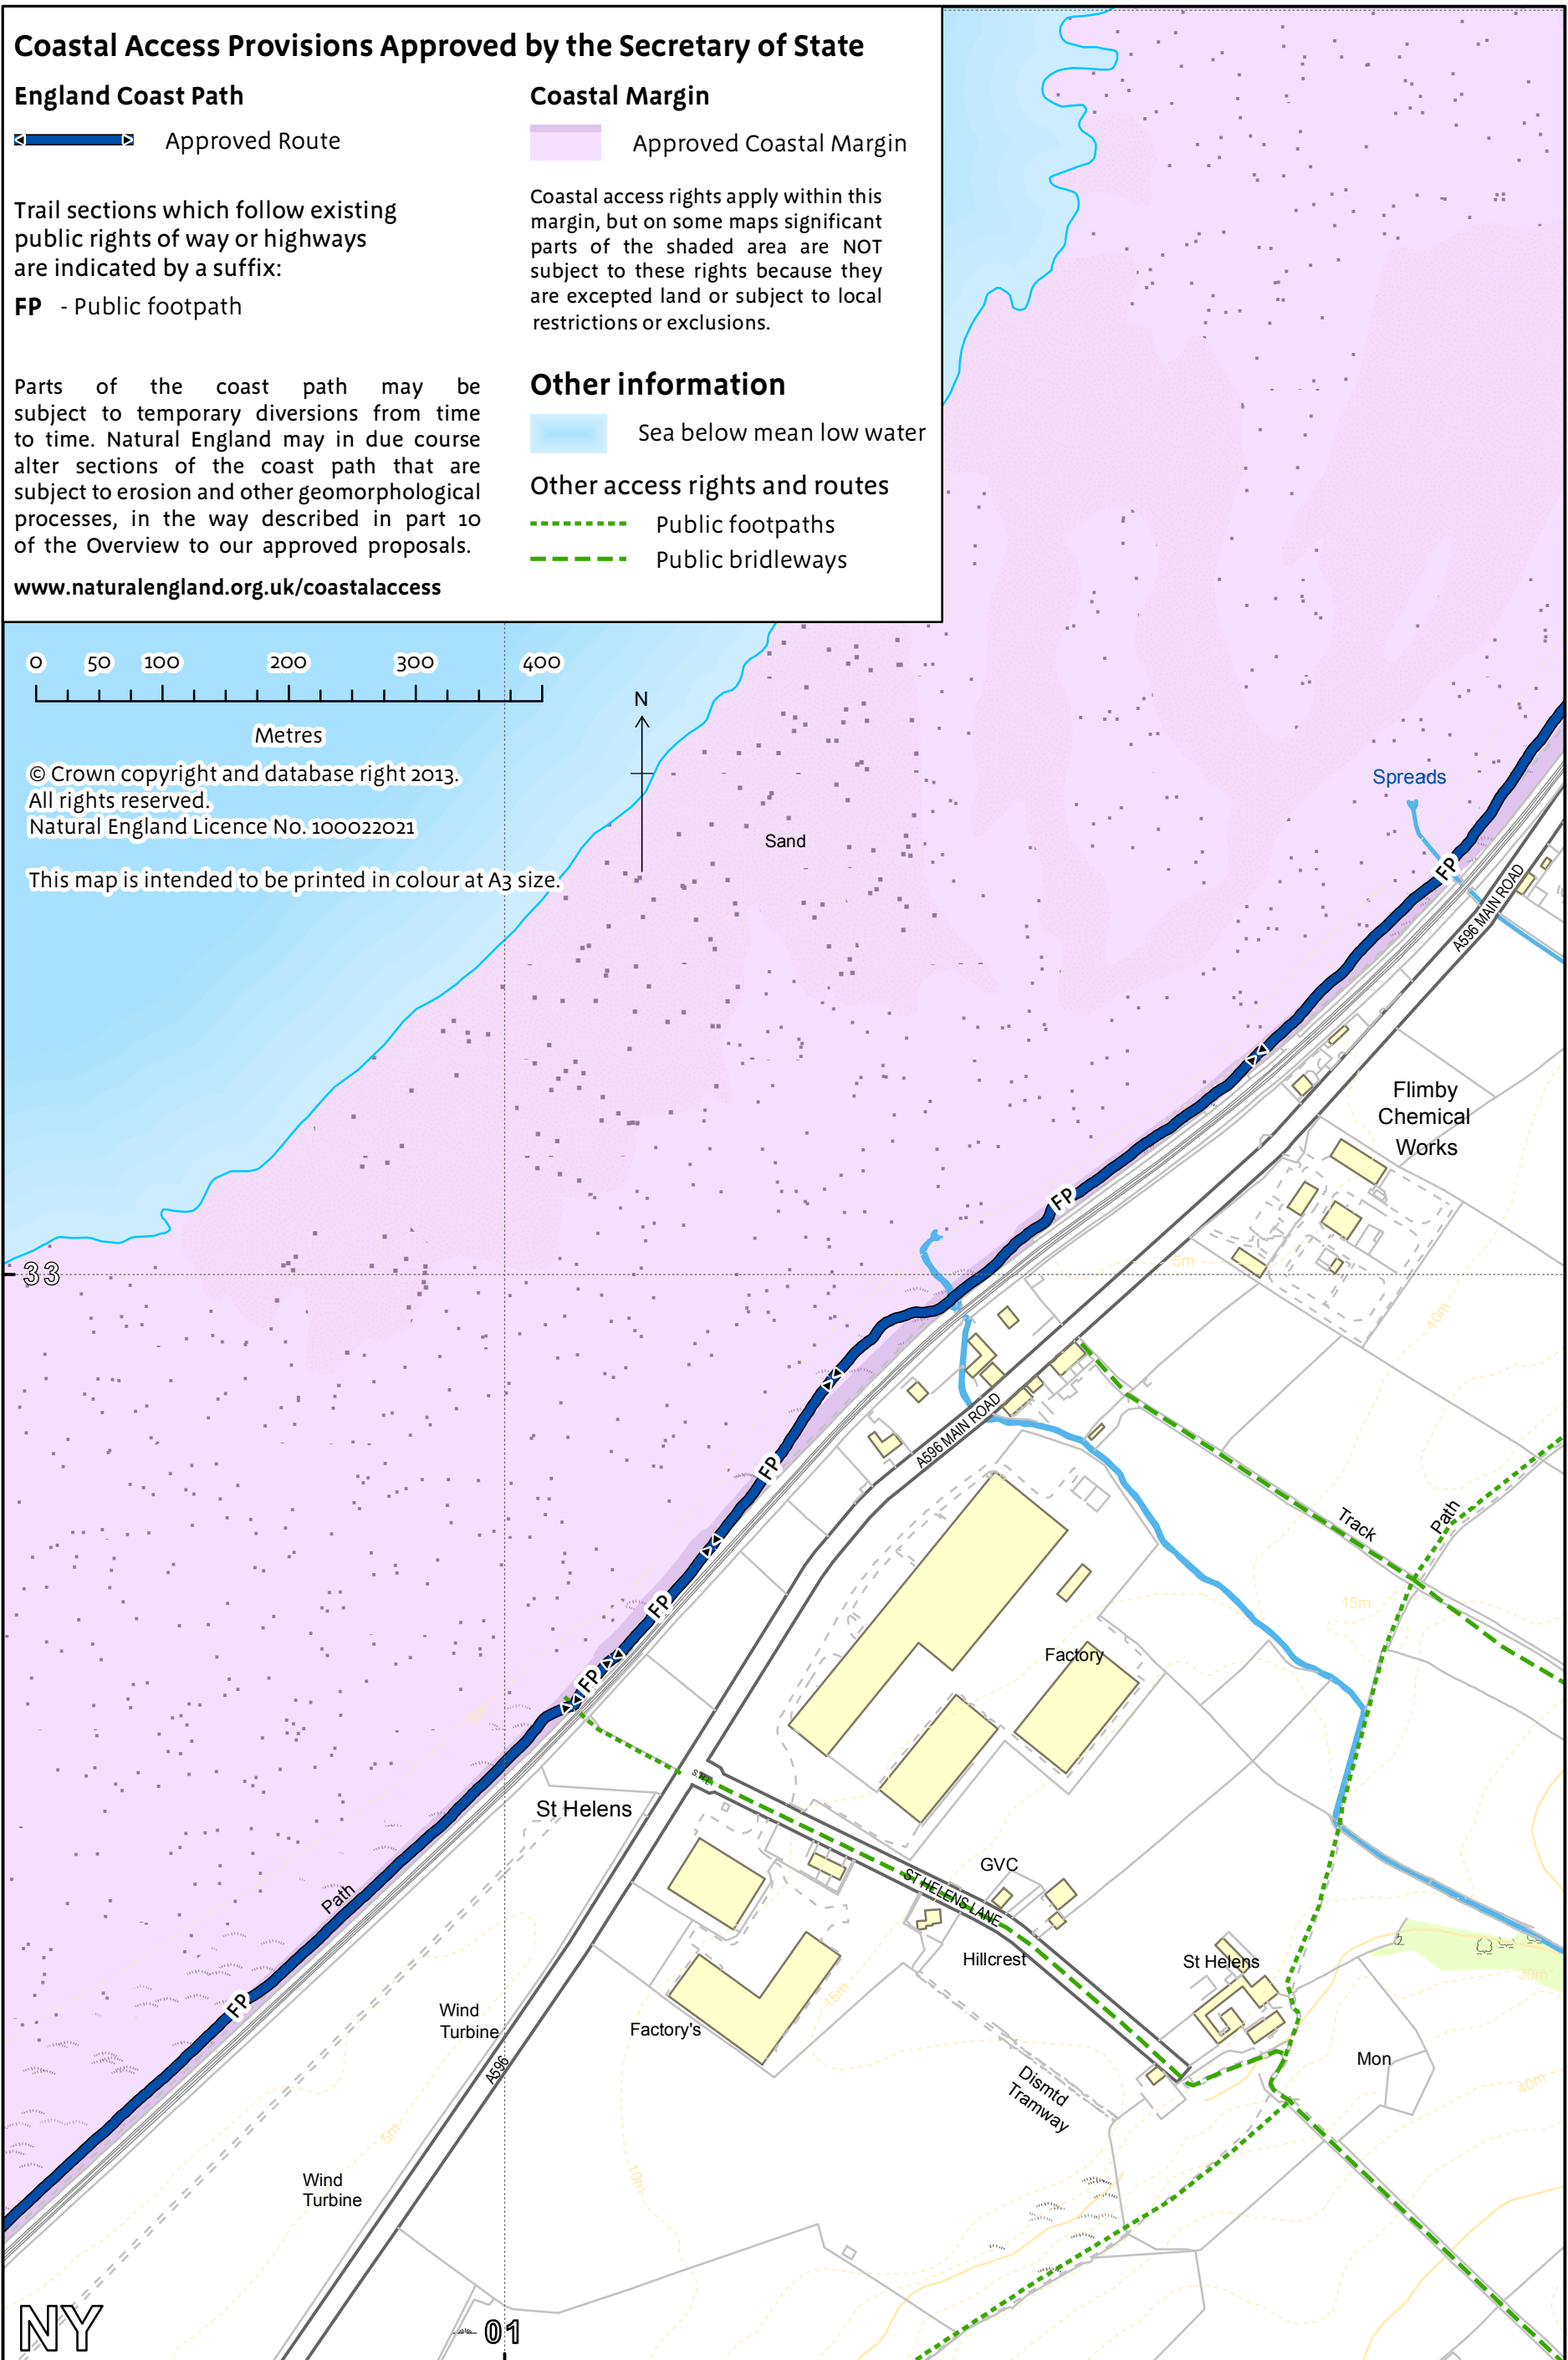 Coastal Access Provisions Approved by the Secretary of State
England Coast Path
Approved Route
Trail sections which follow existing
public rights of way or highways
are indicated by a suffix:
FP - Public footpath
Parts of the coast path may be
subject to temporary diversions from time
to time. Natural England may in due course
alter sections of the coast path that are
subject to erosion and other geomorphological
processes, in the way described in part 10
of the Overview to our approved proposals.
www.naturalengland.org.uk/coastalaccess
Coastal Margin
Approved Coastal Margin
Coastal access rights apply within this
margin, but on some maps significant
parts of the shaded area are NOT
subject to these rights because they
are excepted land or subject to local
restrictions or exclusions.
Other information
Sea below mean low water
Other access rights and routes
Public footpaths
Public bridleways
0 50 100 200 300 400
Metres
© Crown copyright and database right 2013.
All rights reserved.
Natural England Licence No. 100022021
This map is intended to be printed in colour at A3 size.
N
Sand
Spreads
FP
A596 MAIN ROAD
Flimby
Chemical
Works
FP
33
5m
10m
A596 MAIN ROAD
FP
Track
Path
15m
FP
Factory
FP
St Helens
GVC
ST HELENS LANE
Hillcrest
St Helens
Path
FP
Wind
Turbine
A596
Factory's
15m
30m
Mon
Dismtd
Tramway
40m
5m
10m
Wind
Turbine
NY
01